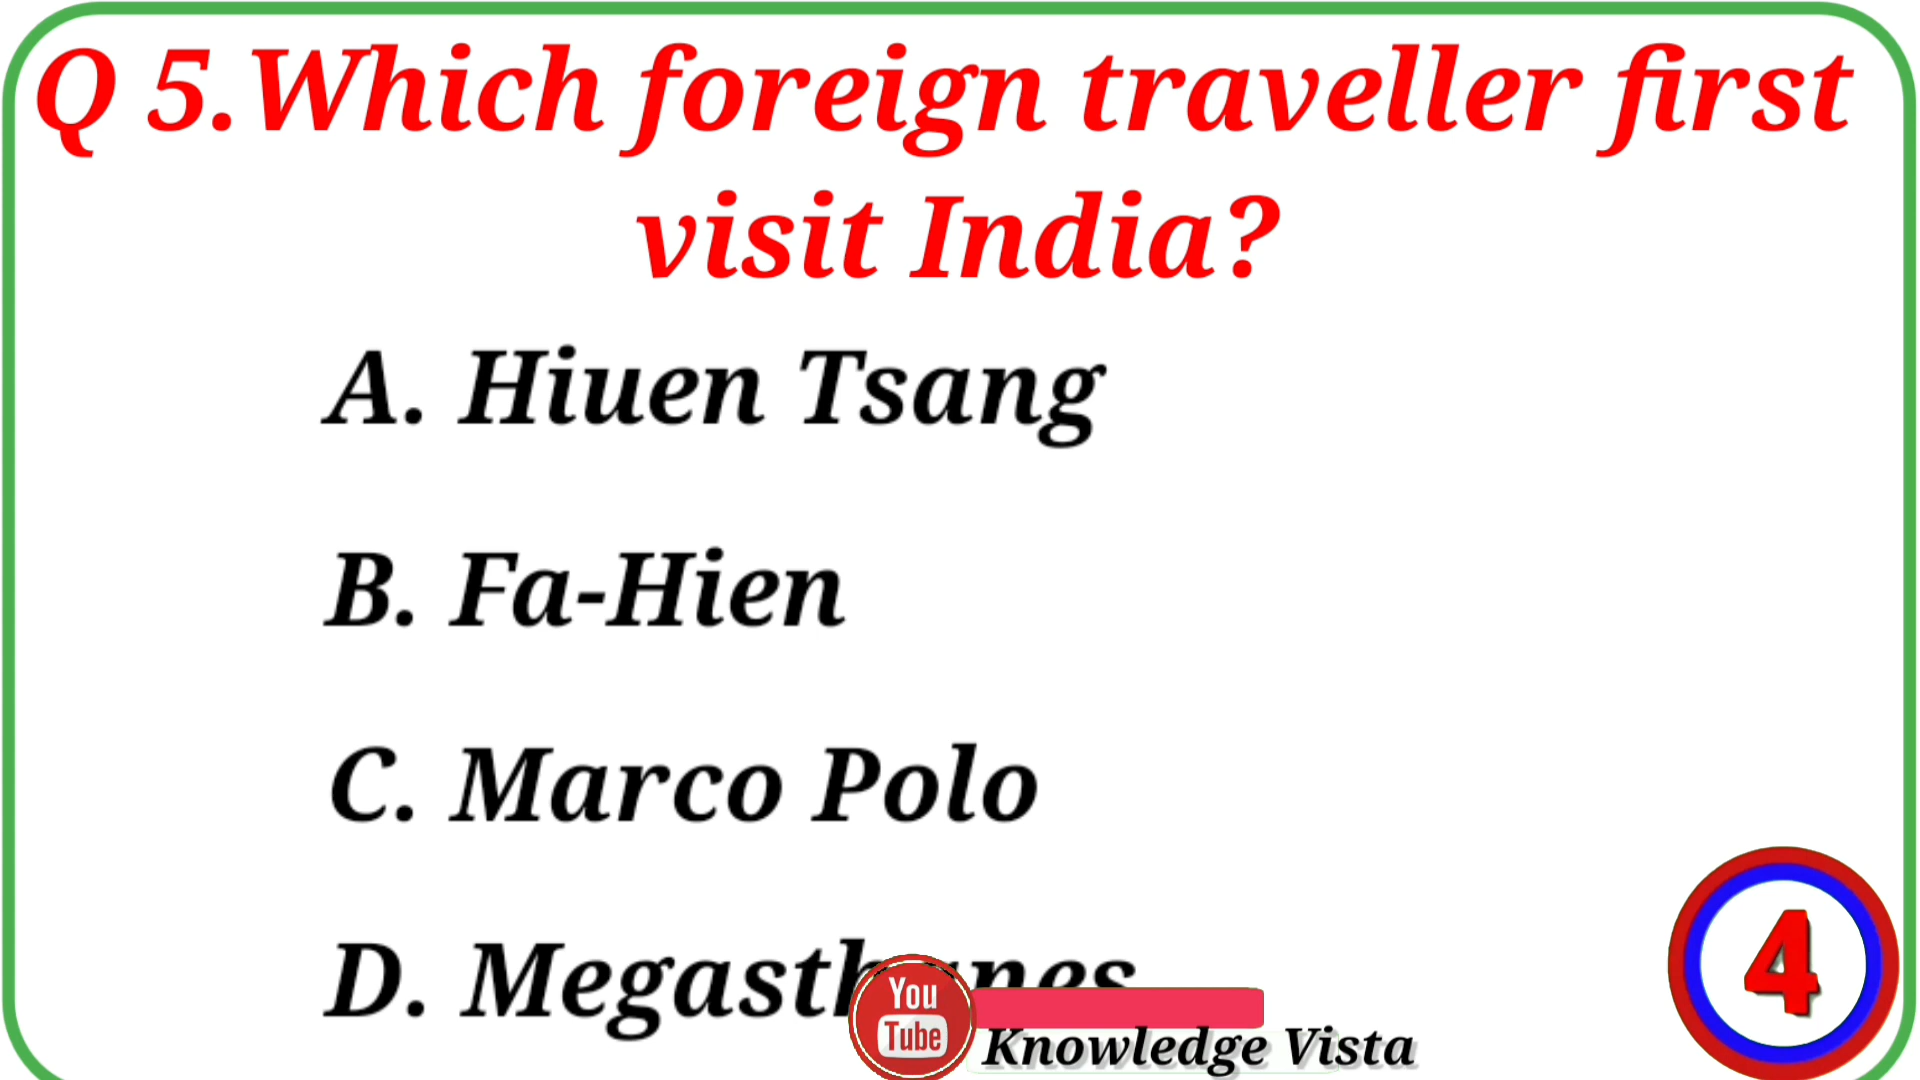 Q 5.Which foreign traveller first
visit India?
A. Hiuen Tsang
B. Fa-Hien
C. Marco Polo
D. Megasthenes
You
Tube
Knowledge Vista
4